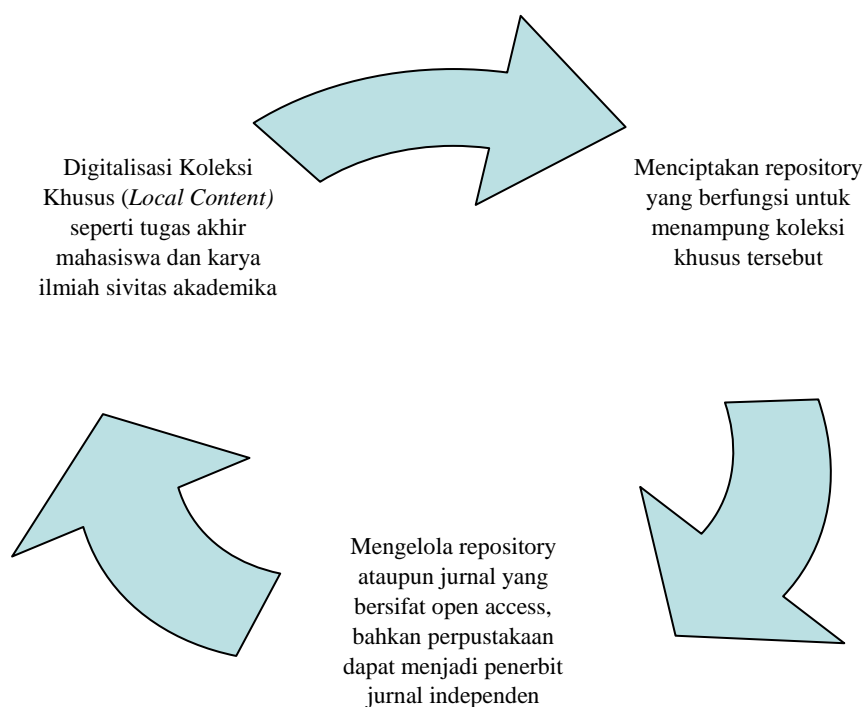 Digitalisasi Koleksi
Khusus (Local Content)
seperti tugas akhir
mahasiswa dan karya
ilmiah sivitas akademika
Menciptakan repository
yang berfungsi untuk
menampung koleksi
khusus tersebut
Mengelola repository
ataupun jurnal yang
bersifat open access,
bahkan perpustakaan
dapat menjadi penerbit
jurnal independen